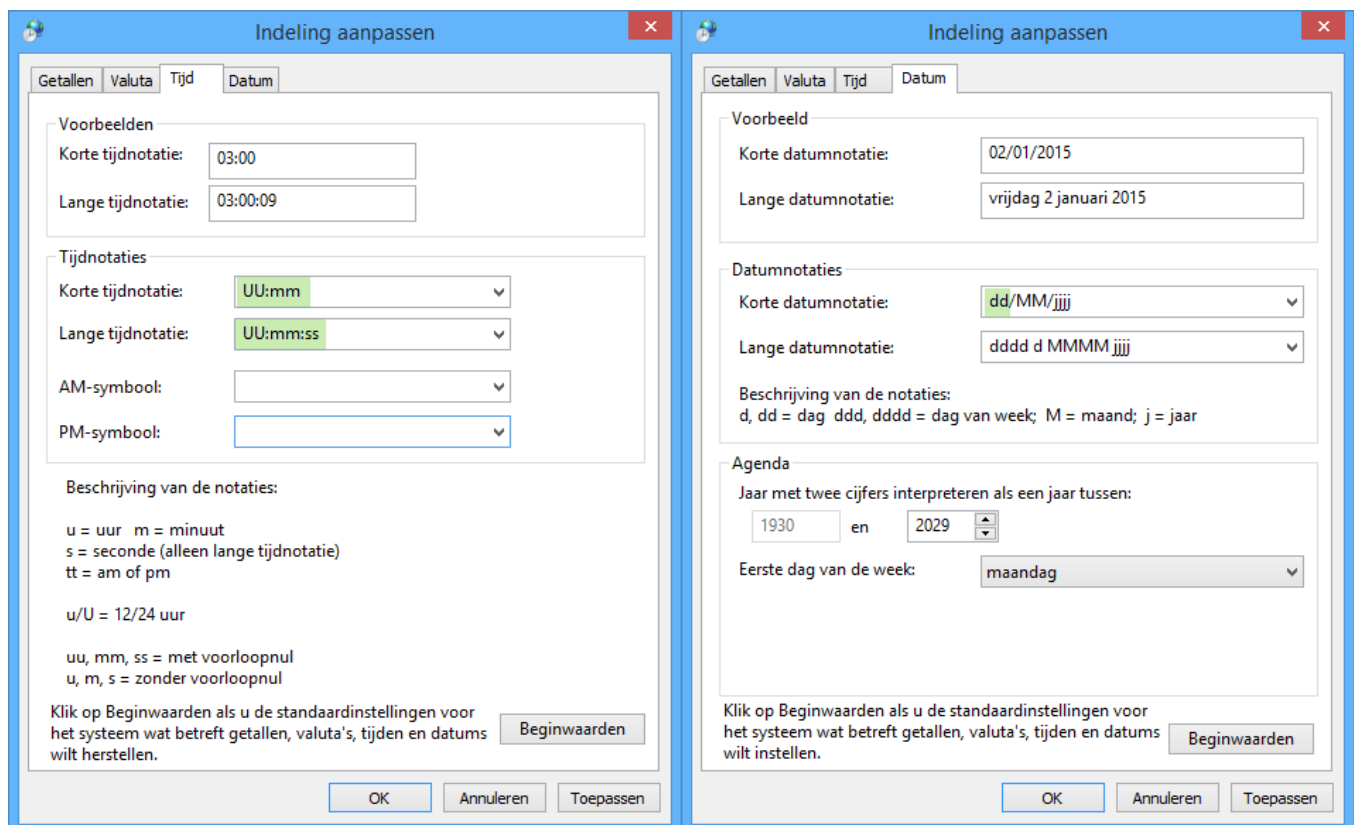 Indeling aanpassen
Getallen Valuta Tijd Datum
Voorbeelden
Korte tijdnotatie: 03:00
Lange tijdnotatie: 03:00:09
Tijdnotaties
Korte tijdnotatie: UU:mm
Lange tijdnotatie: UU:mm:ss
AM-symbool:
PM-symbool:
Beschrijving van de notaties:
u = uur m = minuut
s = seconde (alleen lange tijdnotatie)
tt = am of pm
u/U = 12/24 uur
uu, mm, ss = met voorloopnul
u, m, s = zonder voorloopnul
Klik op Beginwaarden als u de standaardinstellingen voor
het systeem wat betreft getallen, valuta's, tijden en datums
wilt herstellen.
Beginwaarden
OK Annuleren Toepassen
Indeling aanpassen
Getallen Valuta Tijd Datum
Voorbeeld
Korte datumnotatie: 02/01/2015
Lange datumnotatie: vrijdag 2 januari 2015
Datumnotaties
Korte datumnotatie: dd/MM/jjjj
Lange datumnotatie: dddd d MMMM jjjj
Beschrijving van de notaties:
d, dd = dag ddd, dddd = dag van week; M = maand; j = jaar
Agenda
Jaar met twee cijfers interpreteren als een jaar tussen:
1930 en 2029
Eerste dag van de week: maandag
Klik op Beginwaarden als u de standaardinstellingen voor
het systeem wat betreft getallen, valuta's, tijden en datums
wilt instellen.
Beginwaarden
OK Annuleren Toepassen